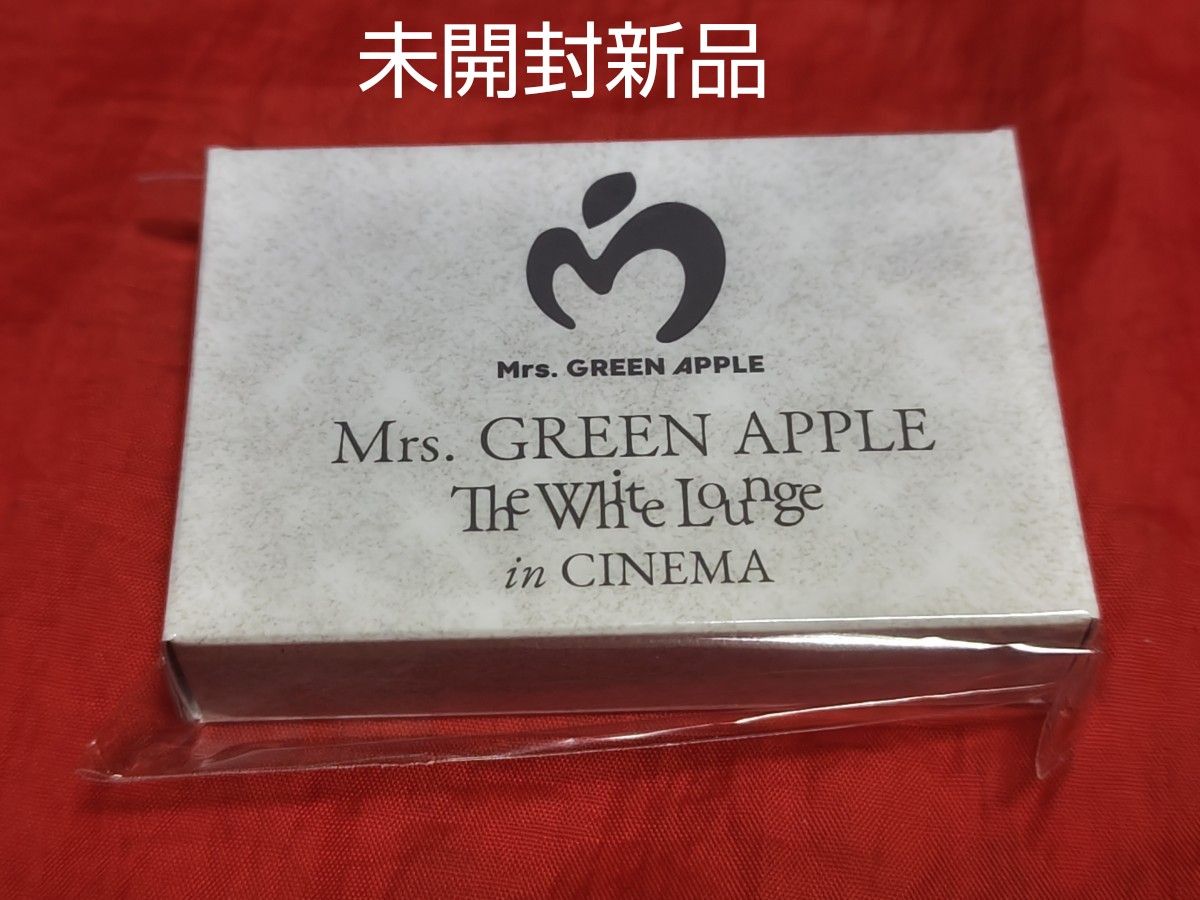 未開封新品
Mrs. GREEN APPLE
Mrs. GREEN APPLE
The White Lounge
in CINEMA